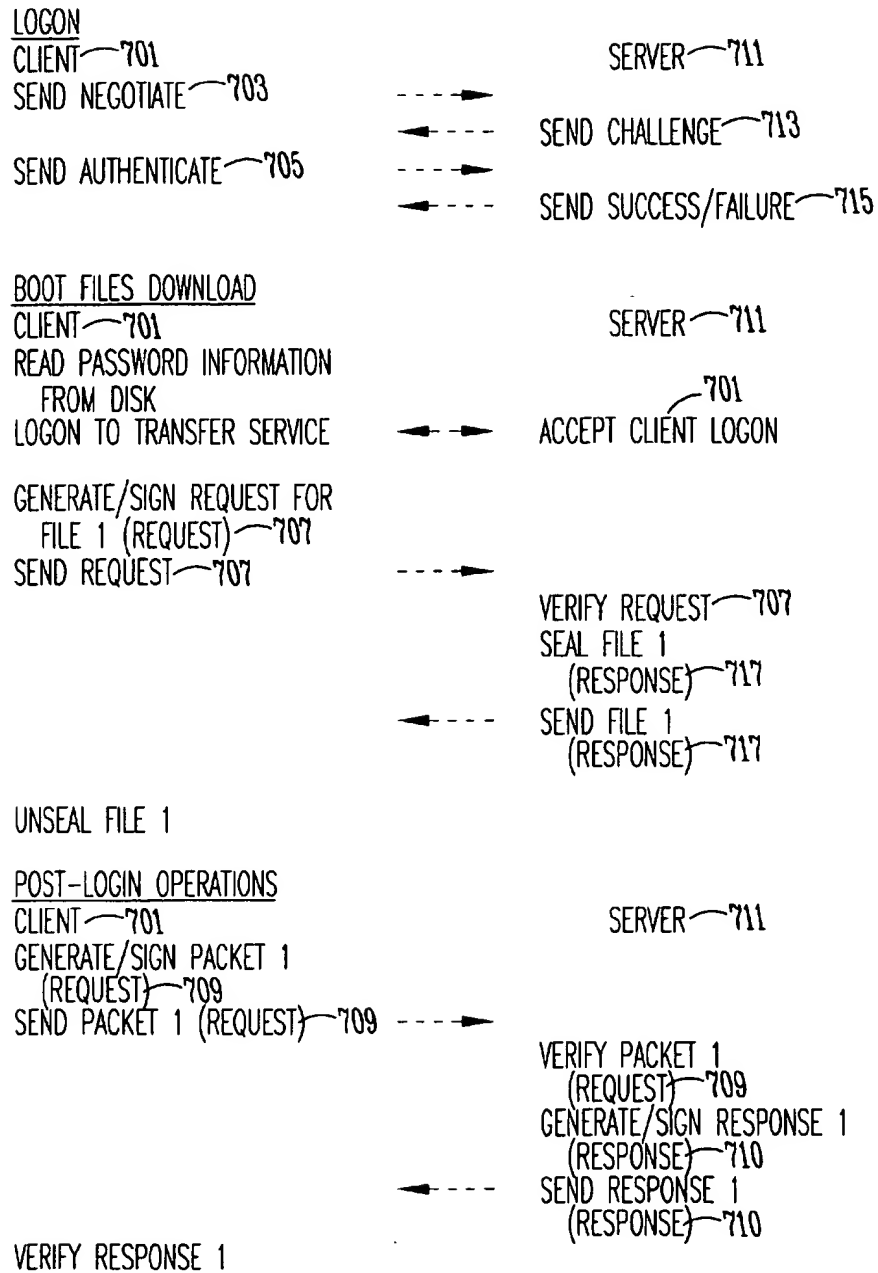 LOGON
CLIENT 701 SERVER 711
SEND NEGOTIATE 703
SEND CHALLENGE 713
SEND AUTHENTICATE 705
SEND SUCCESS/FAILURE 715
BOOT FILES DOWNLOAD
CLIENT 701 SERVER 711
READ PASSWORD INFORMATION
FROM DISK
701
LOGON TO TRANSFER SERVICE ACCEPT CLIENT LOGON
GENERATE/SIGN REQUEST FOR
FILE 1 (REQUEST) 707
SEND REQUEST 707
VERIFY REQUEST 707
SEAL FILE 1
(RESPONSE) 717
SEND FILE 1
(RESPONSE) 717
UNSEAL FILE 1
POST-LOGIN OPERATIONS
CLIENT 701 SERVER 711
GENERATE/SIGN PACKET 1
(REQUEST) 709
SEND PACKET 1 (REQUEST) 709
VERIFY PACKET 1
(REQUEST) 709
GENERATE/SIGN RESPONSE 1
(RESPONSE) 710
SEND RESPONSE 1
(RESPONSE) 710
VERIFY RESPONSE 1